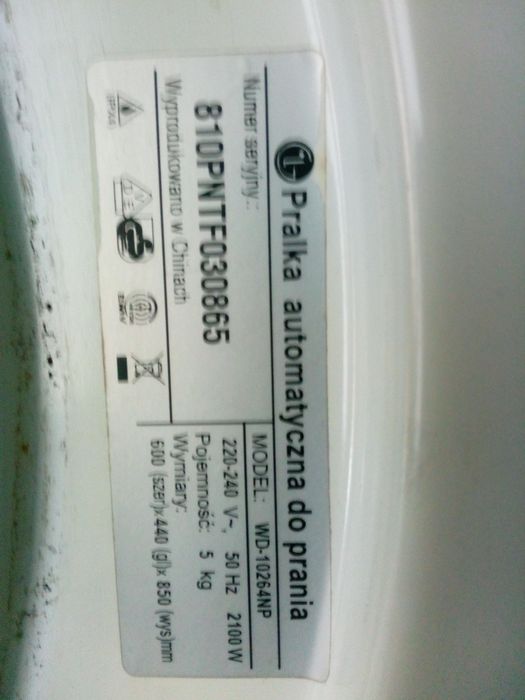 Pralka automatyczna do prania
Numer seryjny:
810PNTF030865
Wyprodukowano w Chinach
MODEL: WD-10264NP
220-240 V~, 50 Hz 2100 W
Pojemność: 5 kg
Wymiary:
600 (szer)x 440 (gł)x 850 (wys)mm